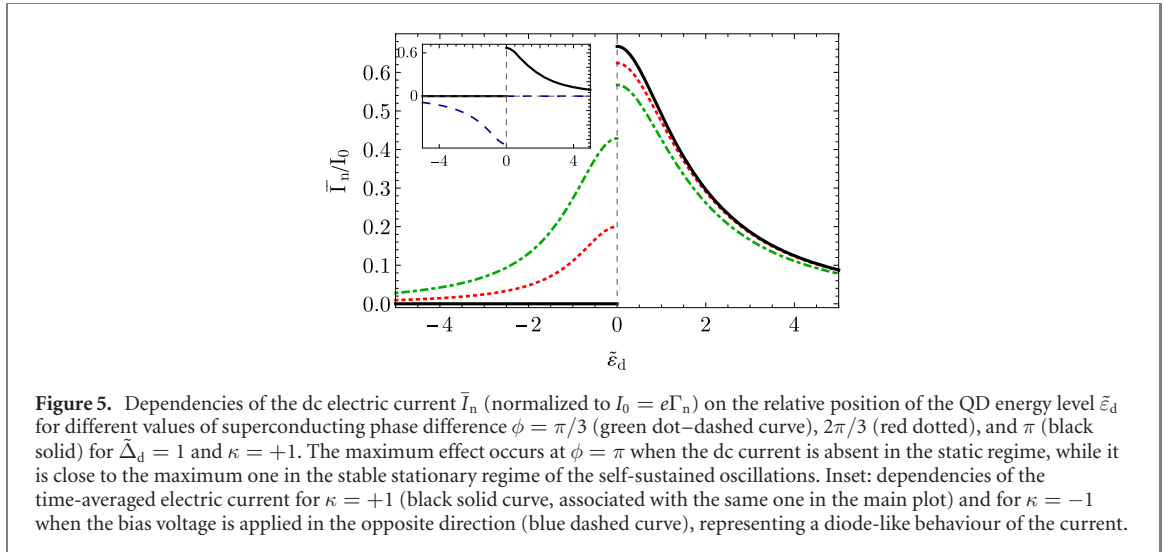 0.6
0
−4
0
4
0.6
0.5
0.4
0.3
0.2
0.1
0.0
Ī_n/I_0
−4
−2
0
2
4
ε̃_d
Figure 5. Dependencies of the dc electric current Ī_n (normalized to I_0 = eΓ_n) on the relative position of the QD energy level ε̃_d
for different values of superconducting phase difference ϕ = π/3 (green dot–dashed curve), 2π/3 (red dotted), and π (black
solid) for Δ̃_d = 1 and κ = +1. The maximum effect occurs at ϕ = π when the dc current is absent in the static regime, while it
is close to the maximum one in the stable stationary regime of the self-sustained oscillations. Inset: dependencies of the
time-averaged electric current for κ = +1 (black solid curve, associated with the same one in the main plot) and for κ = −1
when the bias voltage is applied in the opposite direction (blue dashed curve), representing a diode-like behaviour of the current.